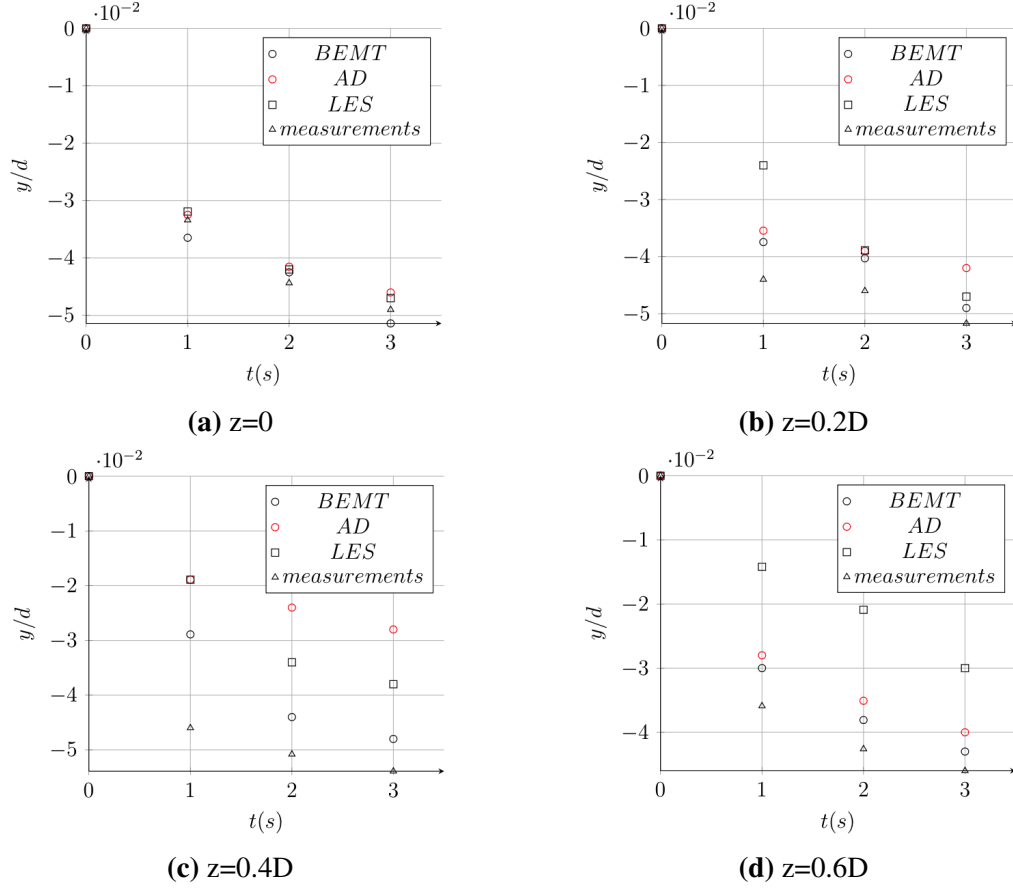 ·10⁻²
0
−1
−2
−3
−4
−5
y/d
0 1 2 3
t(s)
BEMT
AD
LES
measurements
(a) z=0
·10⁻²
0
−1
−2
−3
−4
−5
y/d
0 1 2 3
t(s)
BEMT
AD
LES
measurements
(b) z=0.2D
·10⁻²
0
−1
−2
−3
−4
−5
y/d
0 1 2 3
t(s)
BEMT
AD
LES
measurements
(c) z=0.4D
·10⁻²
0
−1
−2
−3
−4
y/d
0 1 2 3
t(s)
BEMT
AD
LES
measurements
(d) z=0.6D